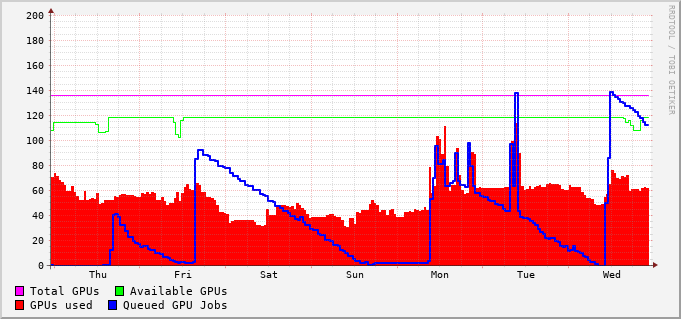 200
180
160
140
120
100
80
60
40
20
0
Thu Fri Sat Sun Mon Tue Wed
Total GPUs Available GPUs
GPUs used Queued GPU Jobs
RRDTOOL / TOBI OETIKER